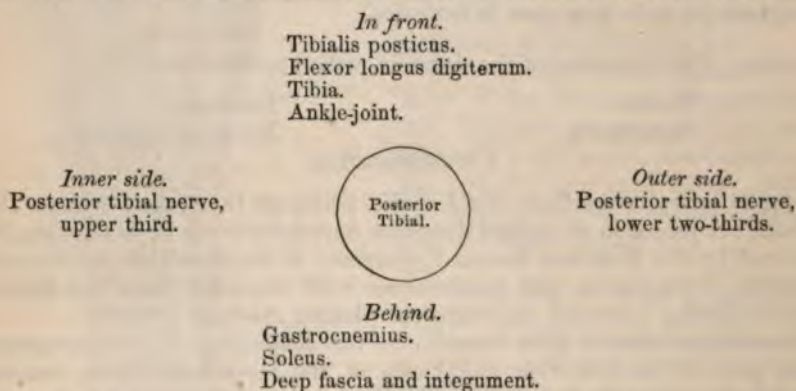 In front.
Tibialis posticus.
Flexor longus digiterum.
Tibia.
Ankle-joint.
Inner side.
Posterior tibial nerve,
upper third.
Posterior
Tibial.
Outer side.
Posterior tibial nerve,
lower two-thirds.
Behind.
Gastrocnemius.
Soleus.
Deep fascia and integument.